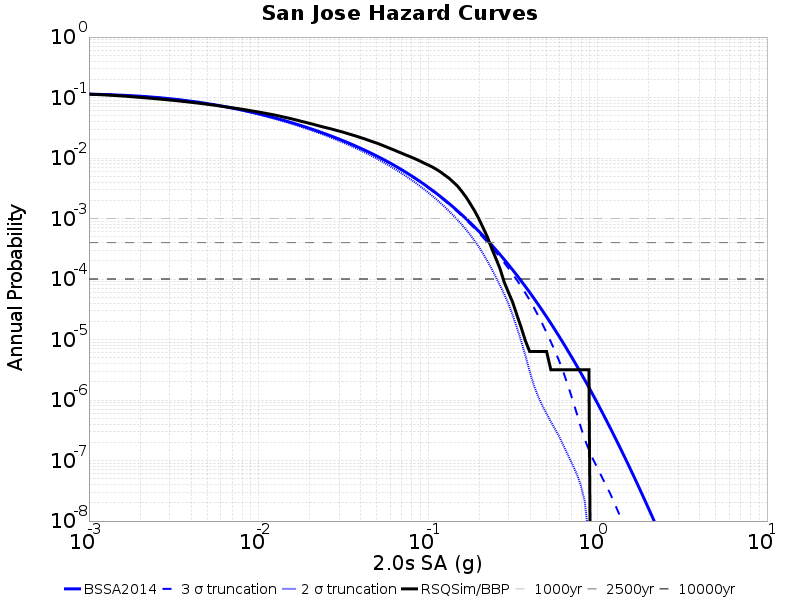 San Jose Hazard Curves
10^0
10^-1
10^-2
10^-3
10^-4
10^-5
10^-6
10^-7
10^-8
Annual Probability
10^-3 10^-2 10^-1 10^0 10^1
2.0s SA (g)
BSSA2014 3 σ truncation 2 σ truncation RSQSim/BBP 1000yr 2500yr 10000yr